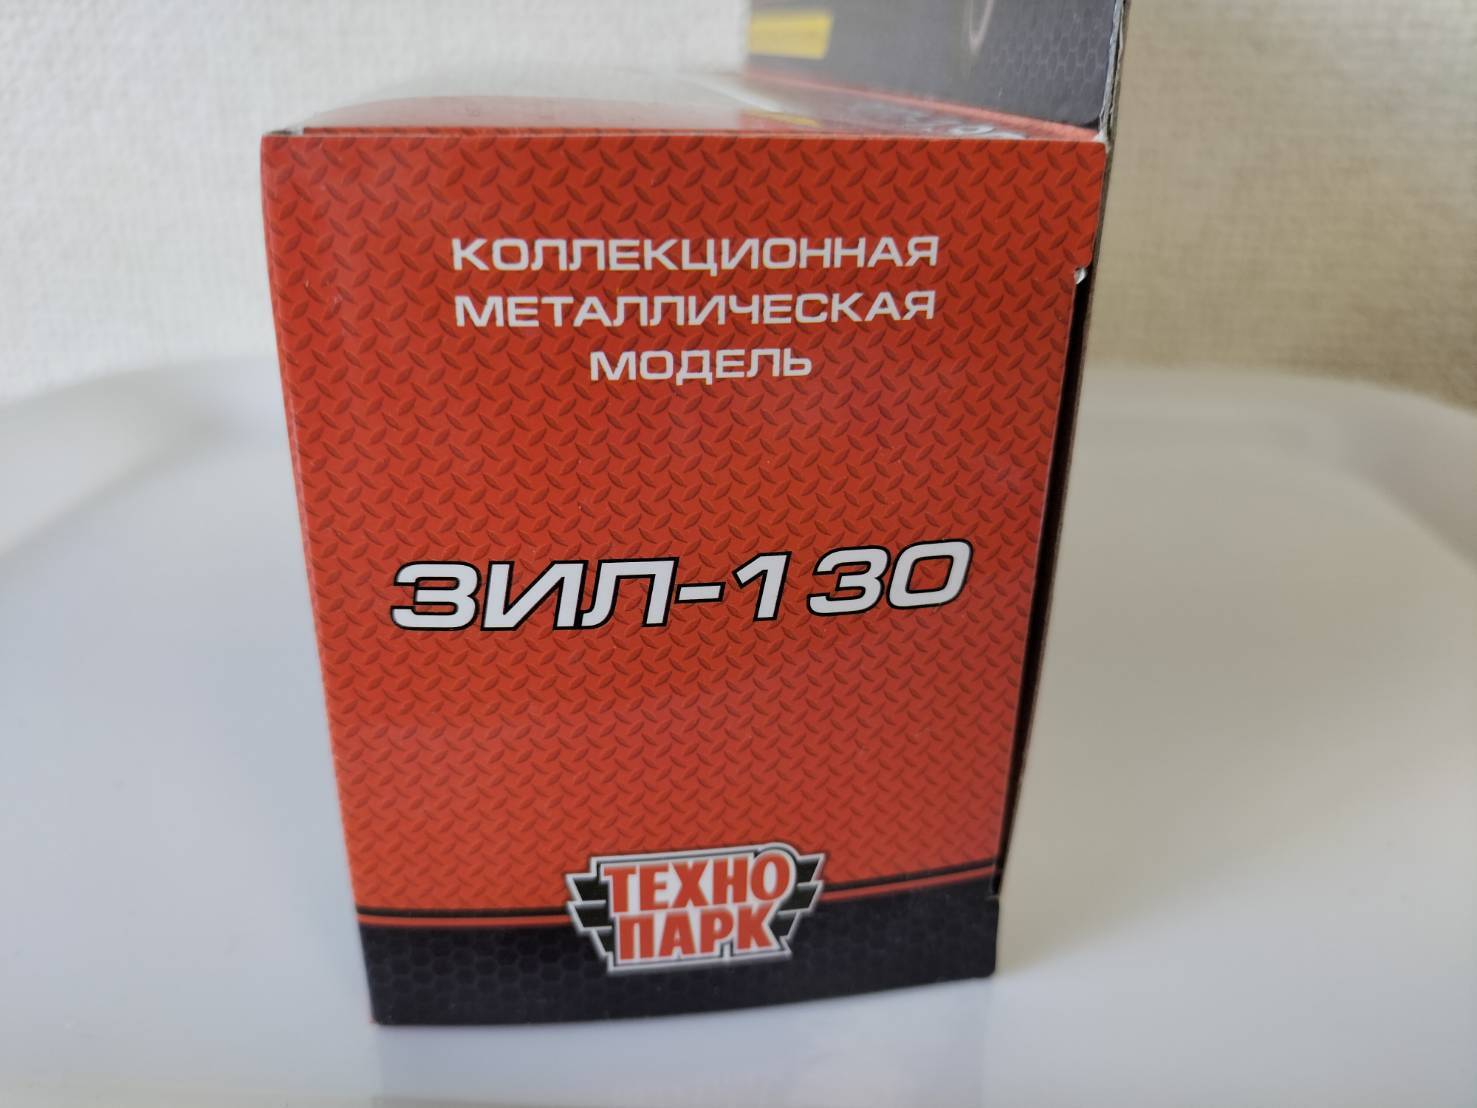 КОЛЛЕКЦИОННАЯ
МЕТАЛЛИЧЕСКАЯ
МОДЕЛЬ
ЗИЛ-130
ТЕХНО
ПАРК